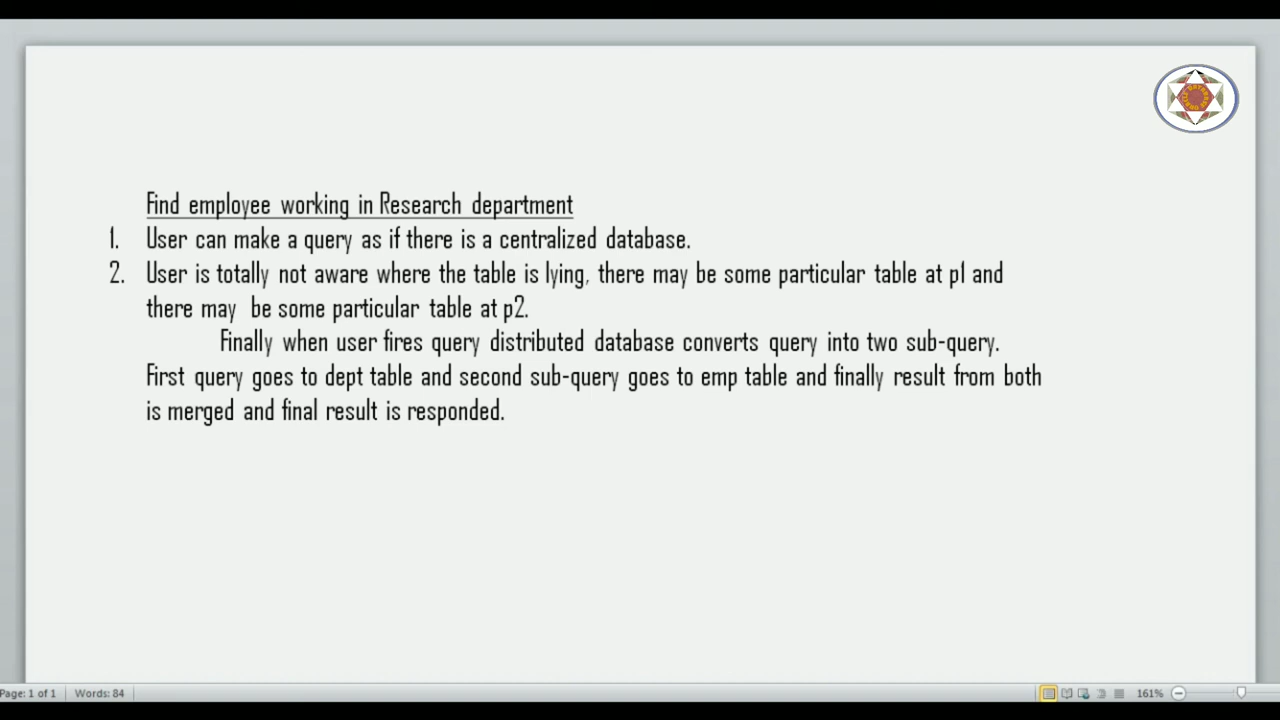 Find employee working in Research department
1. User can make a query as if there is a centralized database.
2. User is totally not aware where the table is lying, there may be some particular table at p1 and
there may be some particular table at p2.
Finally when user fires query distributed database converts query into two sub-query.
First query goes to dept table and second sub-query goes to emp table and finally result from both
is merged and final result is responded.
Page: 1 of 1 Words: 84 161%